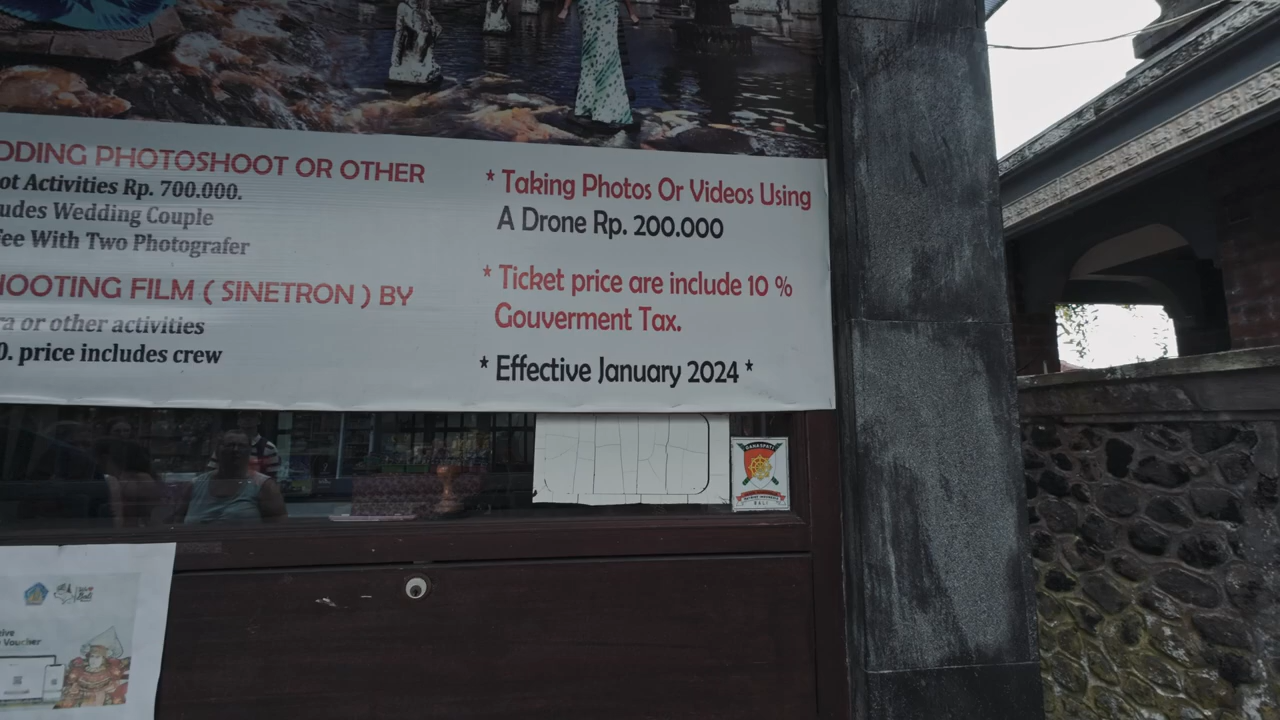 DDING PHOTOSHOOT OR OTHER
ot Activities Rp. 700.000.
udes Wedding Couple
fee With Two Photografer
HOOTING FILM ( SINETRON ) BY
ra or other activities
0. price includes crew
* Taking Photos Or Videos Using
A Drone Rp. 200.000
* Ticket price are include 10 %
Gouverment Tax.
* Effective January 2024 *
BALI
Voucher